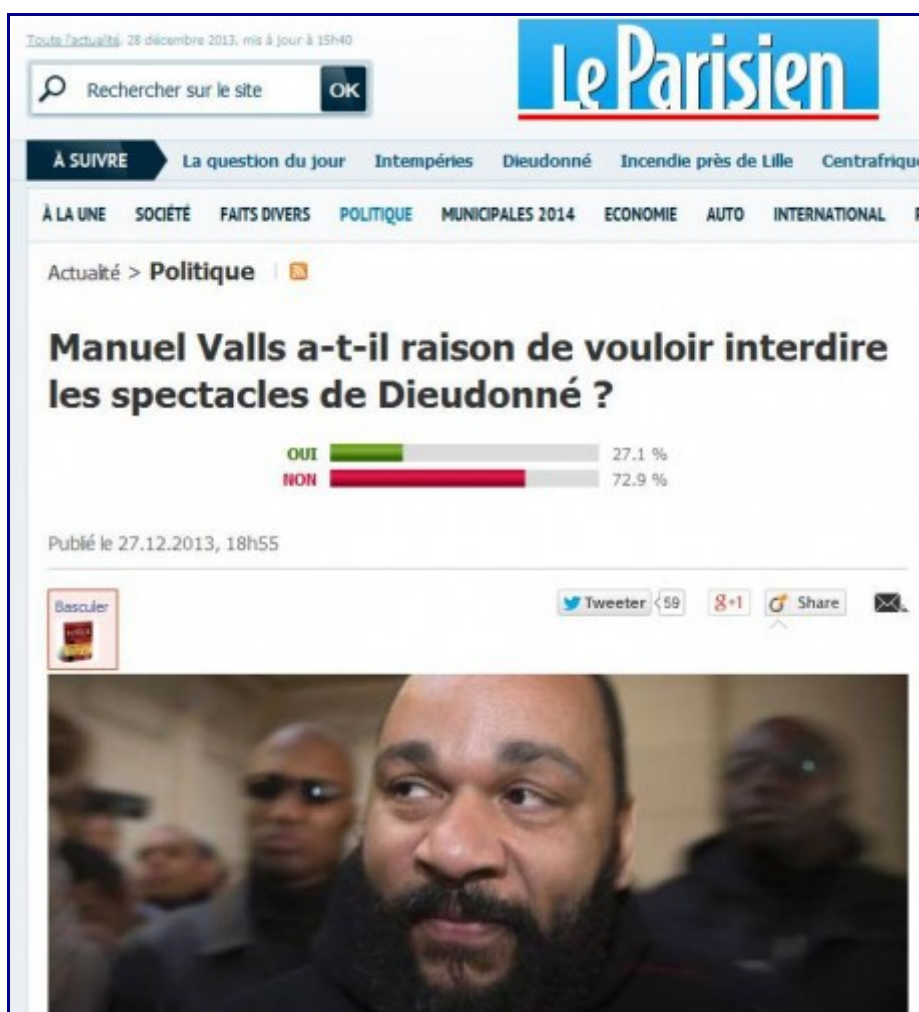 Toute l'actualité, 28 décembre 2013, mis à jour à 15h40
Le Parisien
Rechercher sur le site OK
À SUIVRE La question du jour Intempéries Dieudonné Incendie près de Lille Centrafrique
À LA UNE SOCIÉTÉ FAITS DIVERS POLITIQUE MUNICIPALES 2014 ECONOMIE AUTO INTERNATIONAL
Actualité > Politique
Manuel Valls a-t-il raison de vouloir interdire
les spectacles de Dieudonné ?
OUI 27.1 %
NON 72.9 %
Publié le 27.12.2013, 18h55
Basculer
Tweeter 59 g+1 Share